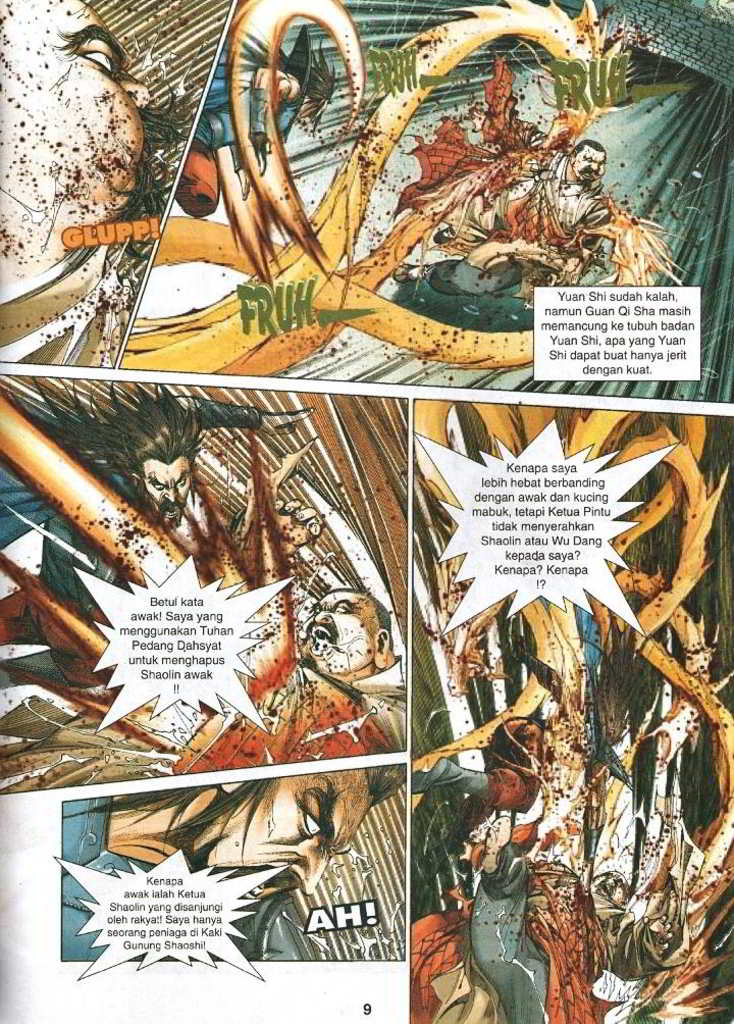 GLUPP!
FRUH
FRUH
FRUH
Yuan Shi sudah kalah,
namun Guan Qi Sha masih
memancung ke tubuh badan
Yuan Shi, apa yang Yuan
Shi dapat buat hanya jerit
dengan kuat.
Betul kata
awak! Saya yang
menggunakan Tuhan
Pedang Dahsyat
untuk menghapus
Shaolin awak
!!
Kenapa
awak ialah Ketua
Shaolin yang disanjungi
oleh rakyat! Saya hanya
seorang peniaga di Kaki
Gunung Shaoshi!
AH!
Kenapa saya
lebih hebat berbanding
dengan awak dan kucing
mabuk, tetapi Ketua Pintu
tidak menyerahkan
Shaolin atau Wu Dang
kepada saya?
Kenapa? Kenapa
!?
9